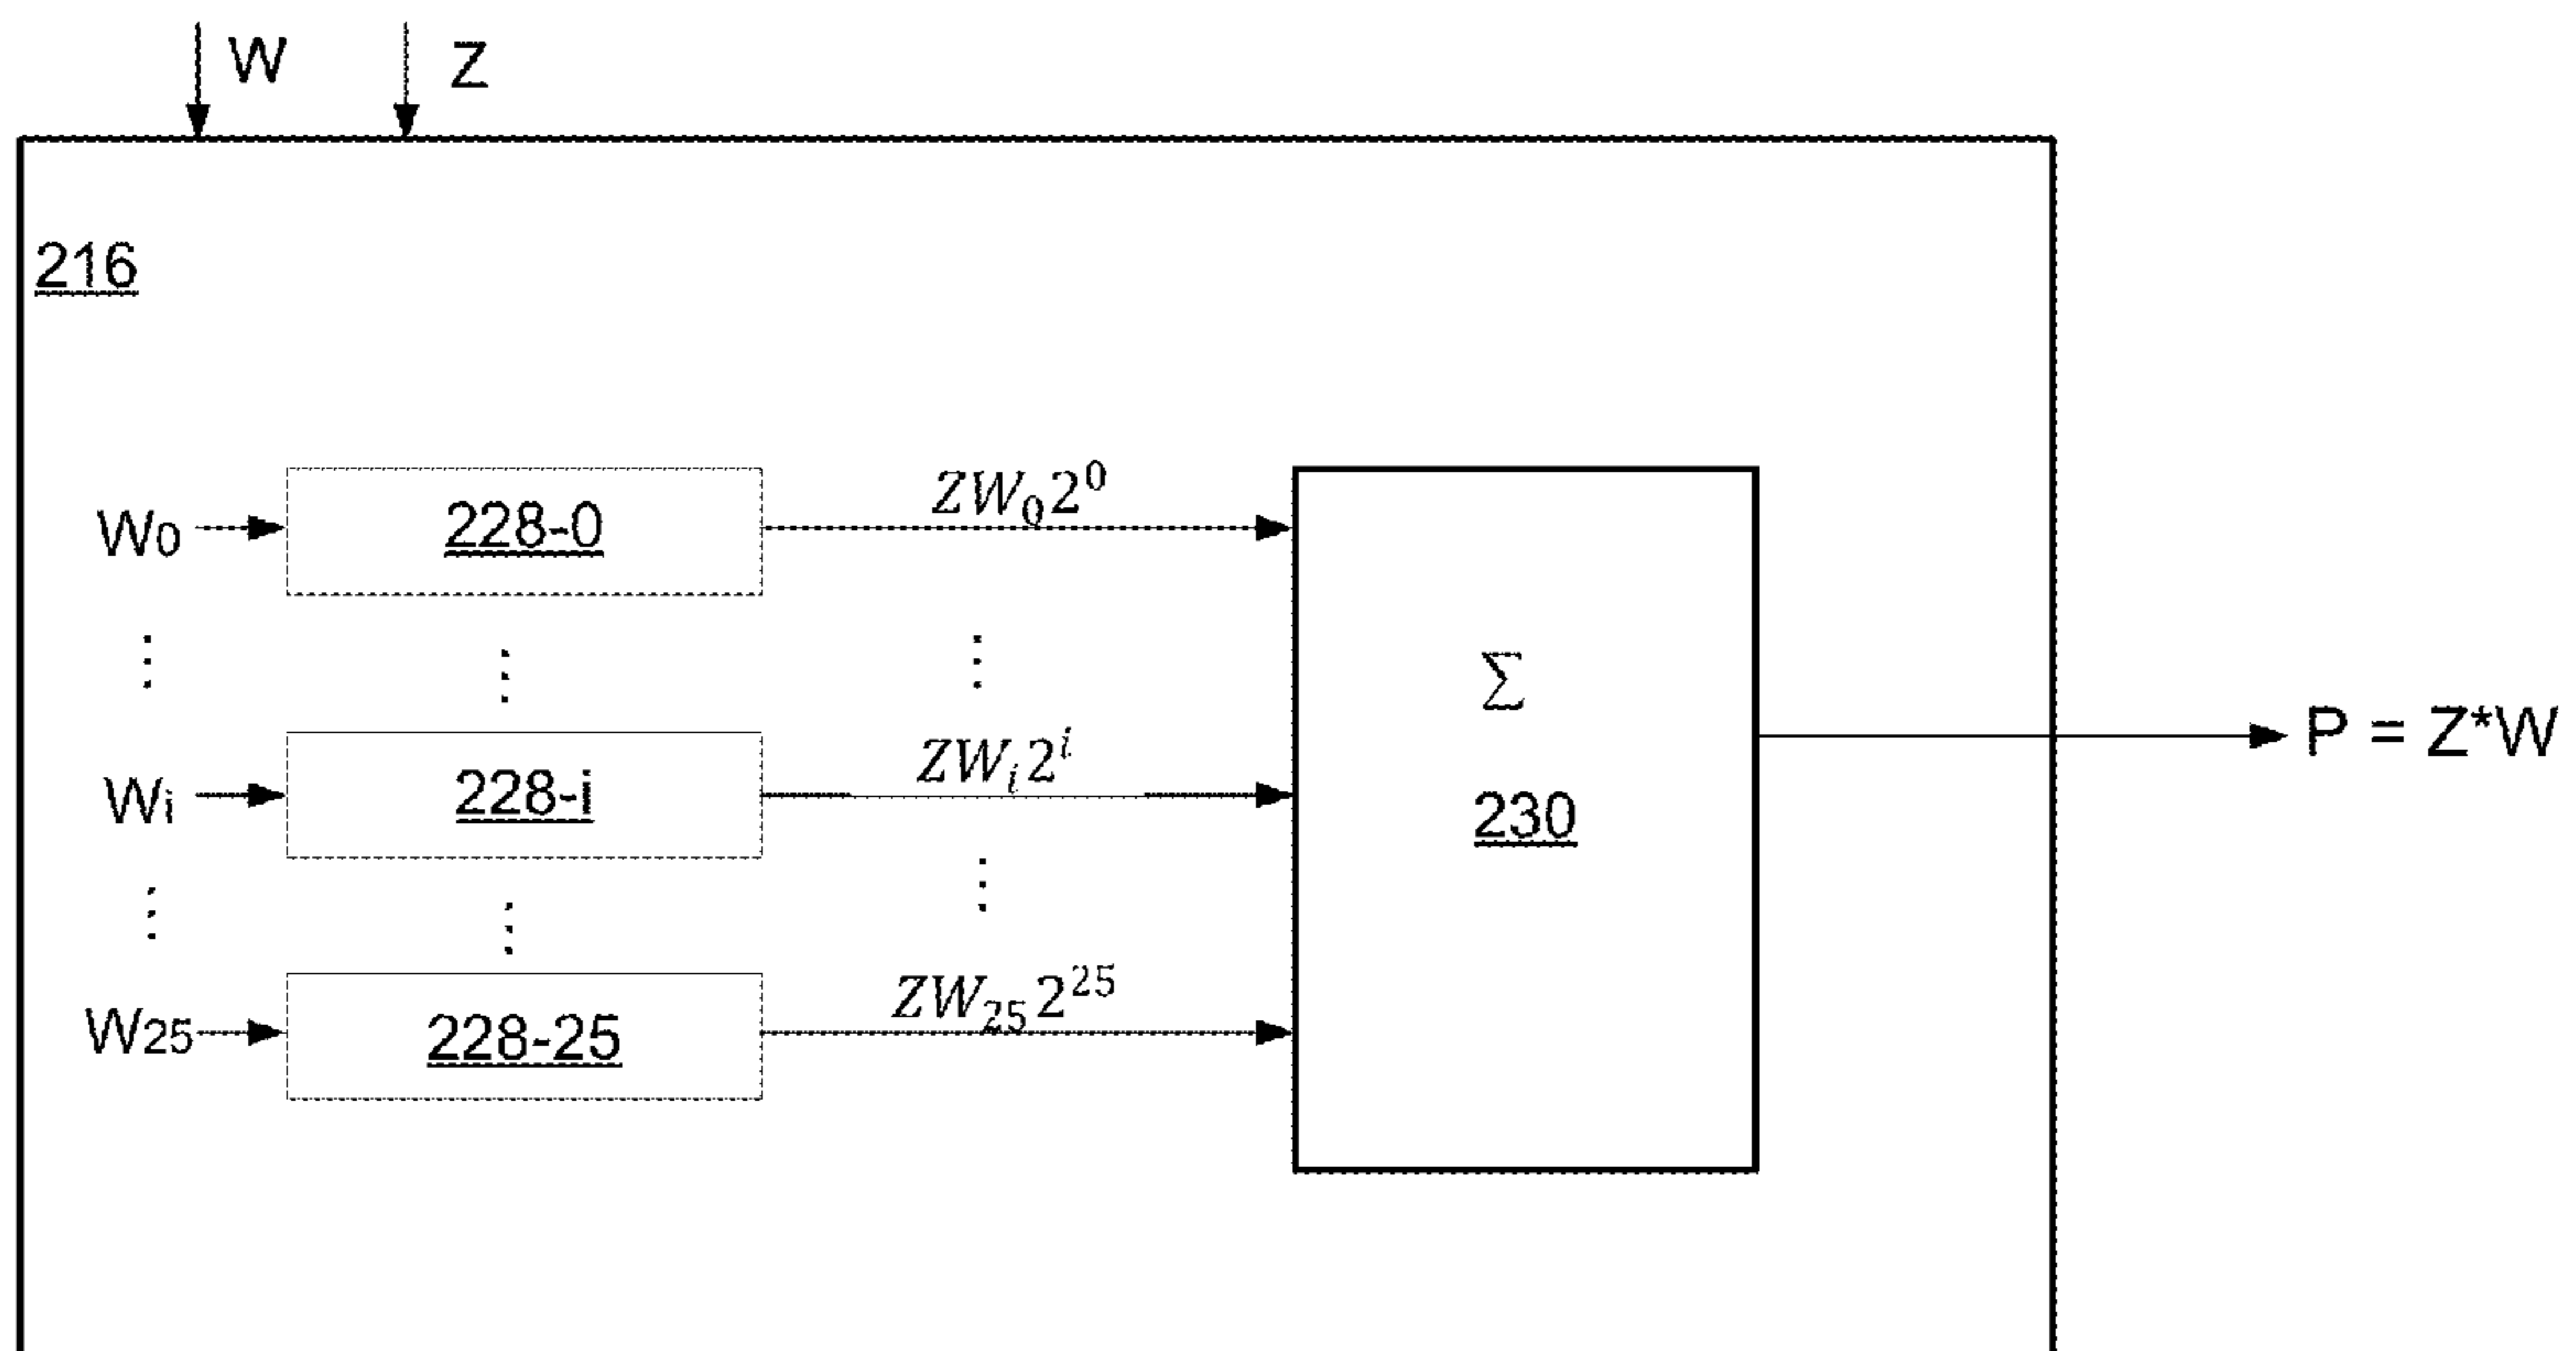 W Z
216
W₀ 228-0 ZW₀2⁰
Σ
Wᵢ 228-i ZWᵢ2ⁱ 230 P = Z*W
W₂₅ 228-25 ZW₂₅2²⁵